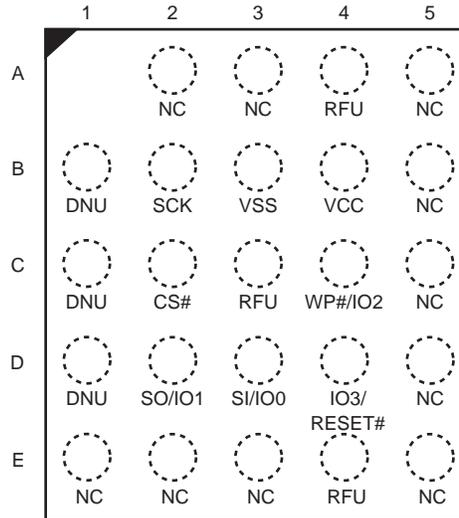 1 2 3 4 5
A
NC NC RFU NC
B
DNU SCK VSS VCC NC
C
DNU CS# RFU WP#/IO2 NC
D
DNU SO/IO1 SI/IO0 IO3/ NC
RESET#
E
NC NC NC RFU NC